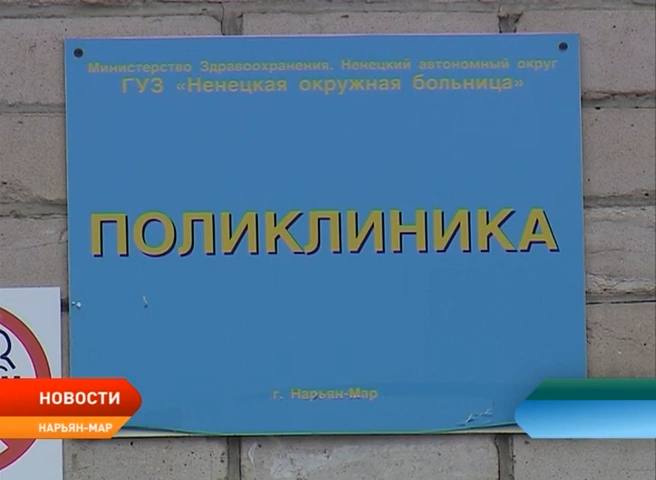 Министерство Здравоохранения. Ненецкий автономный округ
ГУЗ «Ненецкая окружная больница»
ПОЛИКЛИНИКА
г. Нарьян-Мар
НОВОСТИ
НАРЬЯН-МАР